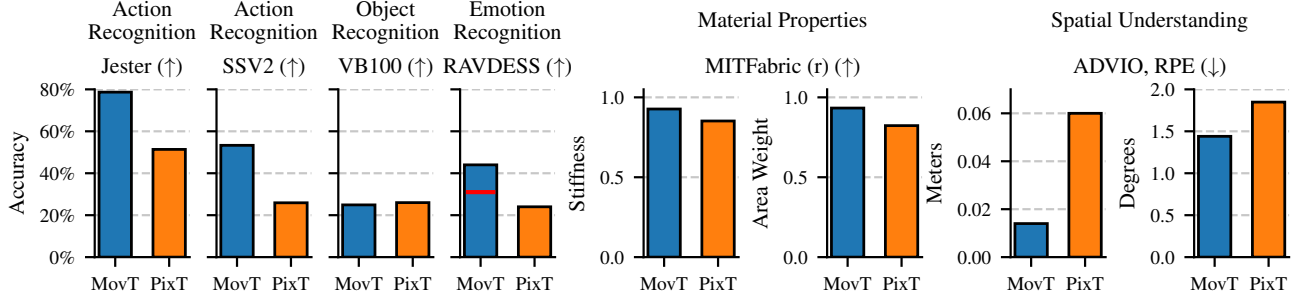 Action
Recognition
Jester (↑)
Accuracy
80%
60%
40%
20%
0%
MovT PixT
Action
Recognition
SSV2 (↑)
MovT PixT
Object
Recognition
VB100 (↑)
MovT PixT
Emotion
Recognition
RAVDESS (↑)
MovT PixT
Material Properties
MITFabric (r) (↑)
Stiffness
1.0
0.5
0.0
MovT PixT
Area Weight
1.0
0.5
0.0
MovT PixT
Spatial Understanding
ADVIO, RPE (↓)
Meters
0.06
0.04
0.02
0.00
MovT PixT
Degrees
2.0
1.5
1.0
0.5
0.0
MovT PixT